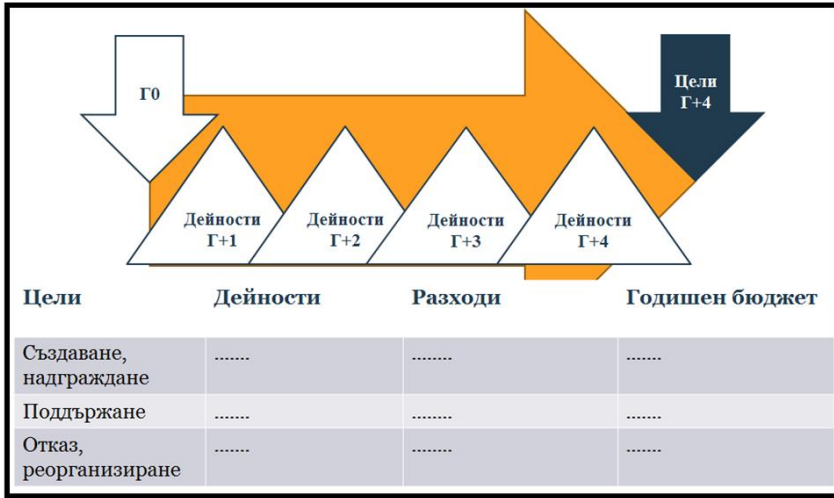 Г0
Цели
Г+4
Дейности
Г+1
Дейности
Г+2
Дейности
Г+3
Дейности
Г+4
Цели Дейности Разходи Годишен бюджет
Създаване,
надграждане ....... ........ .......
Поддържане ....... ........ .......
Отказ,
реорганизиране ....... ........ .......